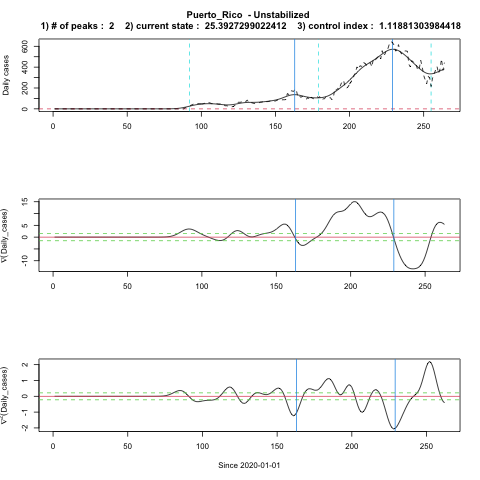 Puerto_Rico - Unstabilized
1) # of peaks : 2 2) current state : 25.3927299022412 3) control index : 1.11881303984418
Daily cases
0 200 400 600
0 50 100 150 200 250
∇(Daily_cases)
-10 0 5 15
0 50 100 150 200 250
∇²(Daily_cases)
-2 -1 0 1 2
0 50 100 150 200 250
Since 2020-01-01